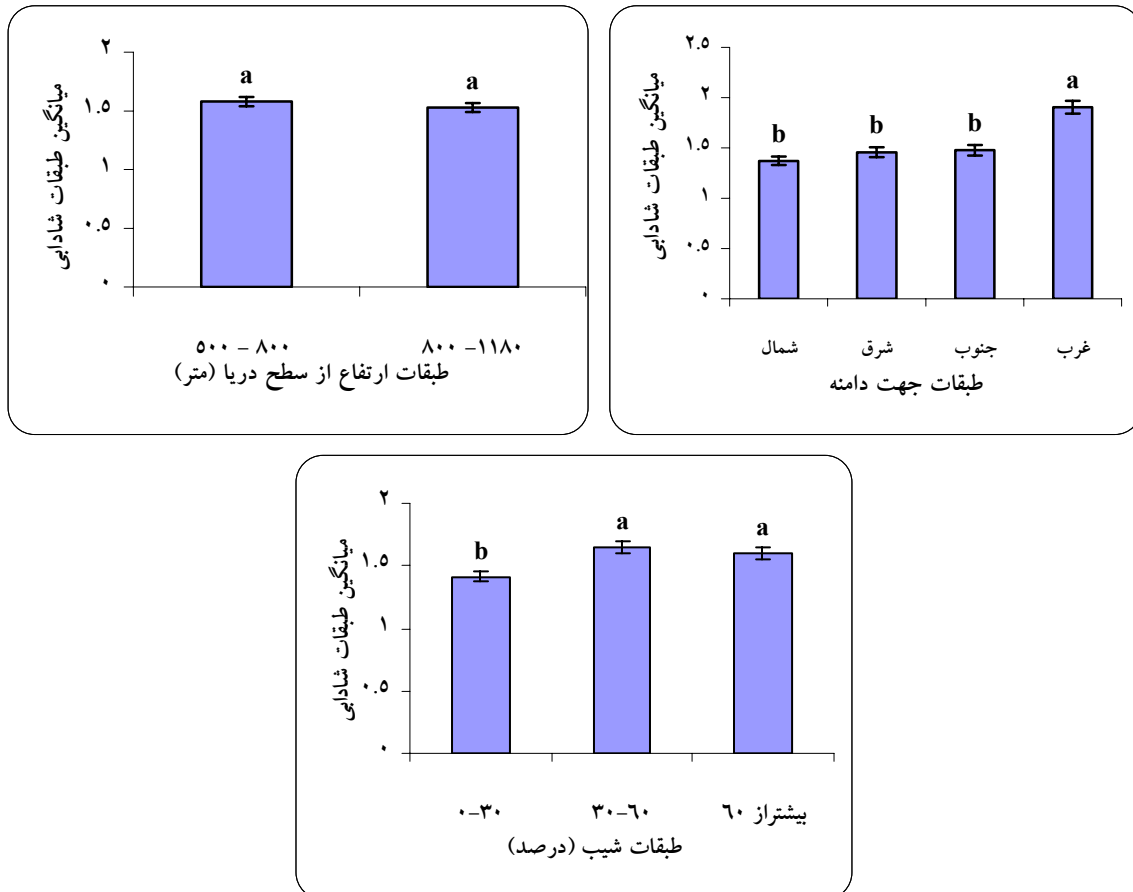 میانگین طبقات شادابی
۲
۱.۵
۱
۰.۵
۰
a
a
۵۰۰ - ۸۰۰
۸۰۰ -۱۱۸۰
طبقات ارتفاع از سطح دریا (متر)
میانگین طبقات شادابی
۲.۵
۲
۱.۵
۱
۰.۵
۰
b
b
b
a
شمال
شرق
جنوب
غرب
طبقات جهت دامنه
میانگین طبقات شادابی
۲
۱.۵
۱
۰.۵
۰
b
a
a
۰-۳۰
۳۰-۶۰
بیشتراز ۶۰
طبقات شیب (درصد)